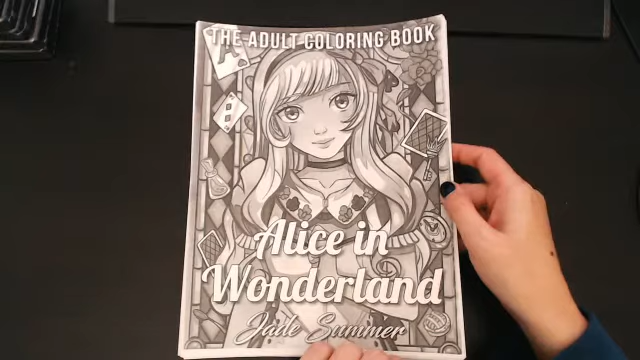 THE ADULT COLORING BOOK
A
Alice in
Wonderland
Jade Summer